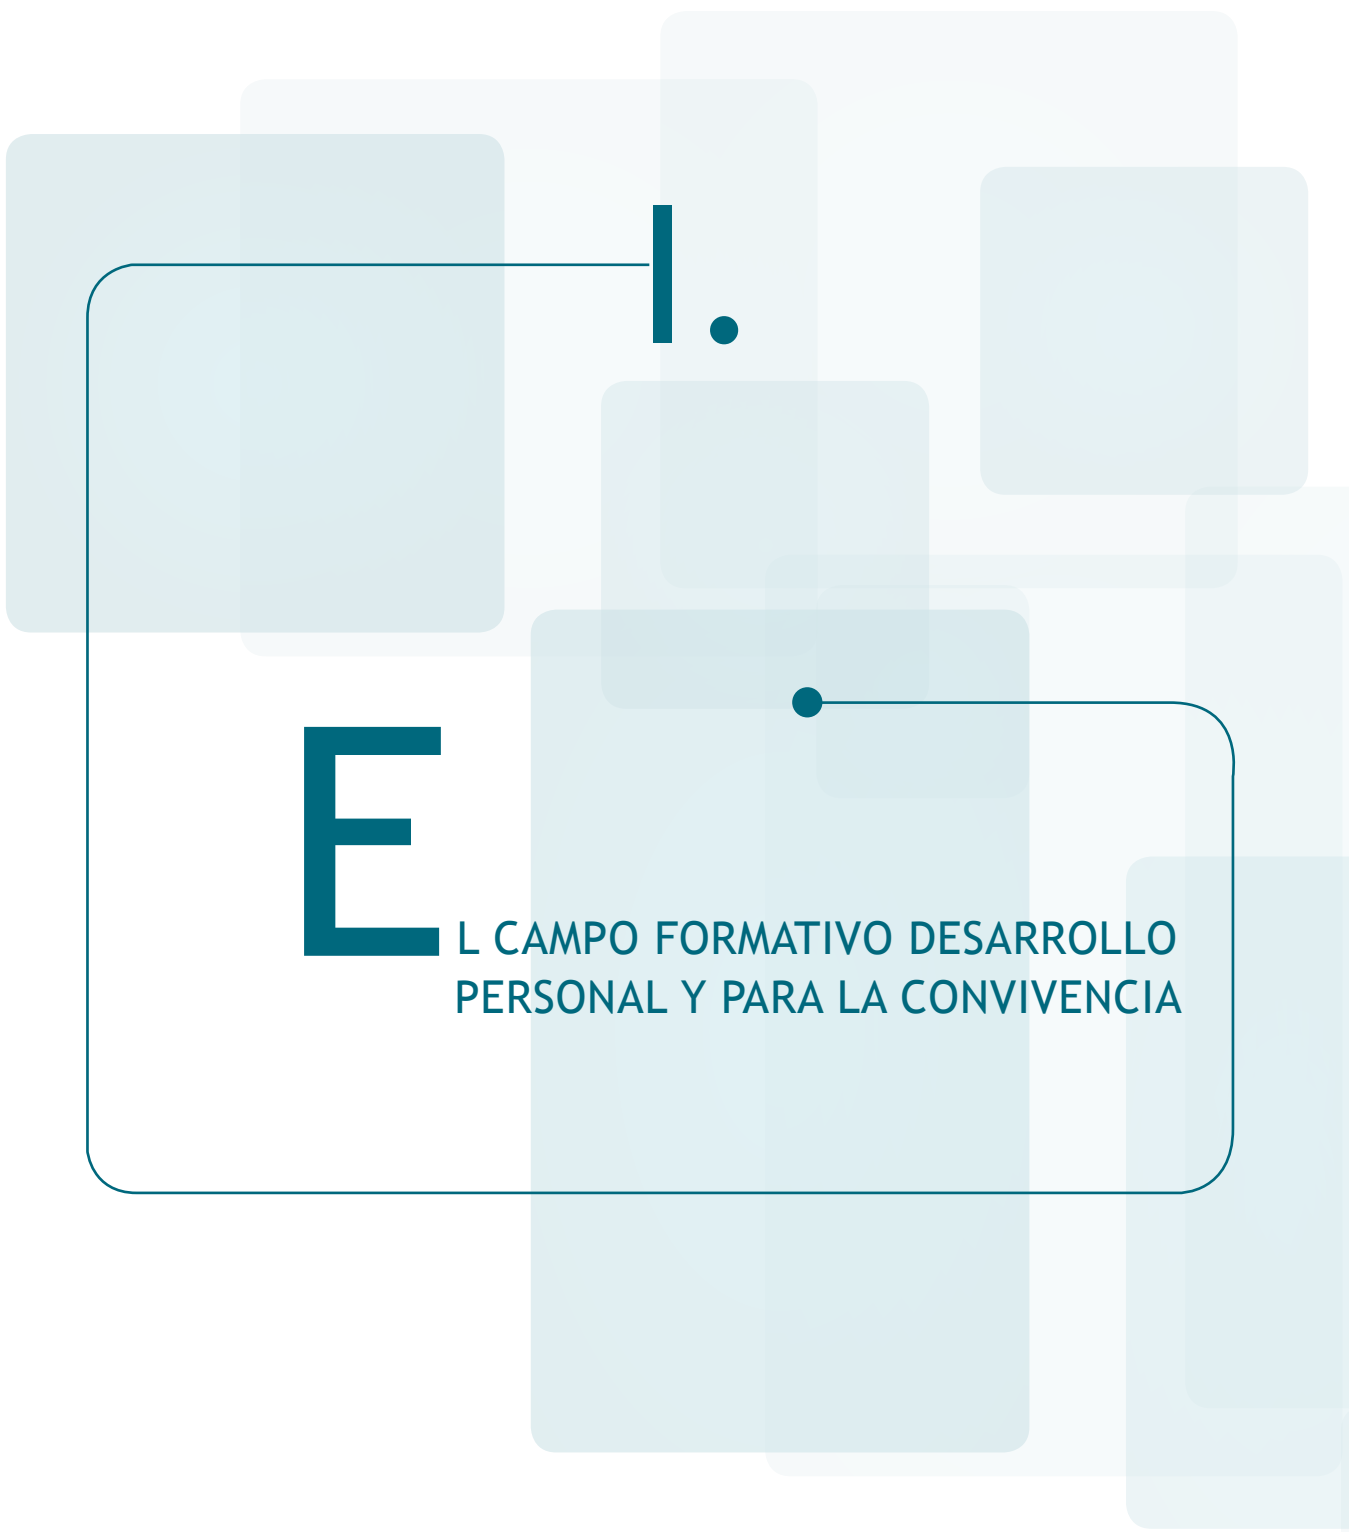 I.
EL CAMPO FORMATIVO DESARROLLO
PERSONAL Y PARA LA CONVIVENCIA